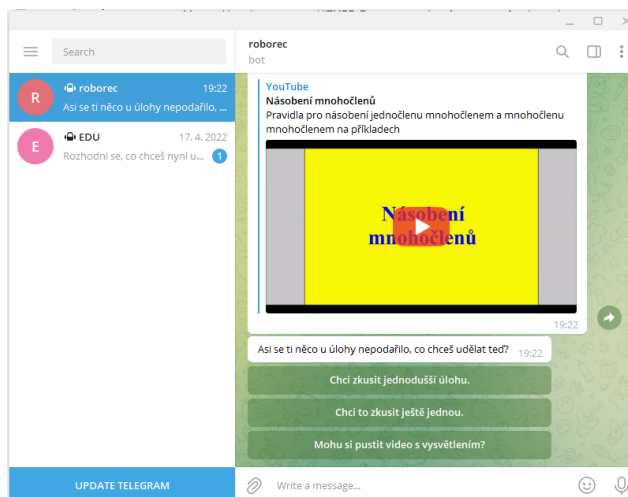 Search
roborec
bot
R
roborec 19:22
Asi se ti něco u úlohy nepodařilo, ...
E
EDU 17. 4. 2022
Rozhodni se, co chceš nyní u... 1
YouTube
Násobení mnohočlenů
Pravidla pro násobení jednočlenu mnohočlenem a mnohočlenu
mnohočlenem na příkladech
Násobení
mnohočlenů
19:22
Asi se ti něco u úlohy nepodařilo, co chceš udělat teď? 19:22
Chci zkusit jednodušší úlohu.
Chci to zkusit ještě jednou.
Mohu si pustit video s vysvětlením?
UPDATE TELEGRAM
Write a message...